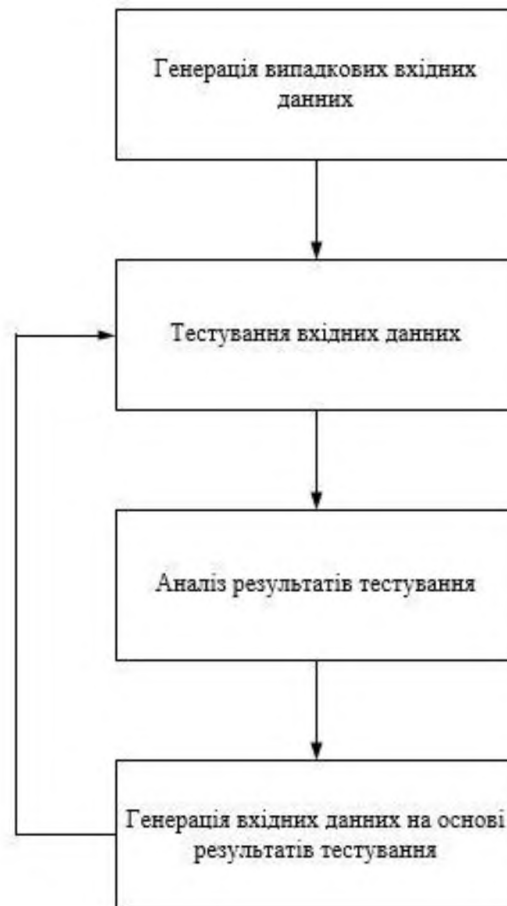 Генерація випадкових вхідних
данних
Тестування вхідних данних
Аналіз результатів тестування
Генерація вхідних данних на основі
результатів тестування